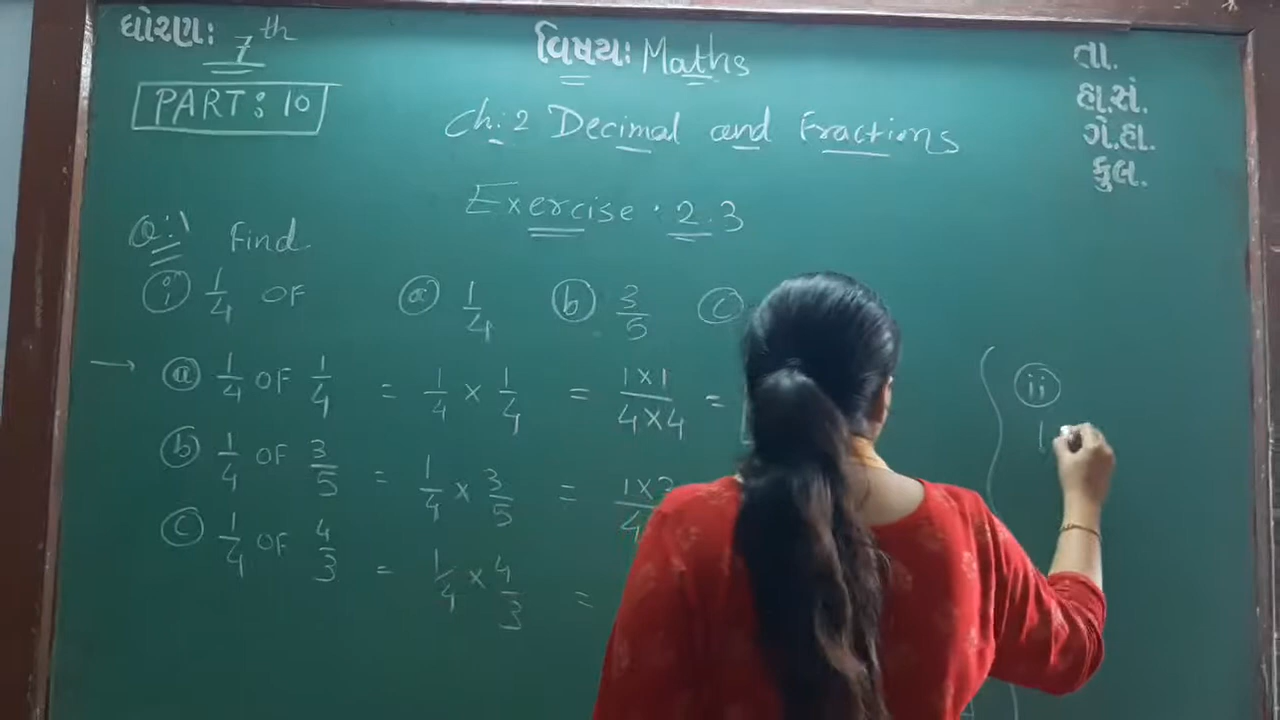 ધોરણ: 7th
વિષય: Maths
તા.
હા.સં.
ગે.હા.
કુલ.
PART: 10
Ch:2 Decimal and Fractions
Exercise: 2.3
Q:1 Find
(i) 1/4 OF (a) 1/4 (b) 3/5 (c)
→ (a) 1/4 OF 1/4 = 1/4 × 1/4 = 1×1/4×4 =
(b) 1/4 OF 3/5 = 1/4 × 3/5 = 1×3/4
(c) 1/4 OF 4/3 = 1/4 × 4/3 =
(ii)
1